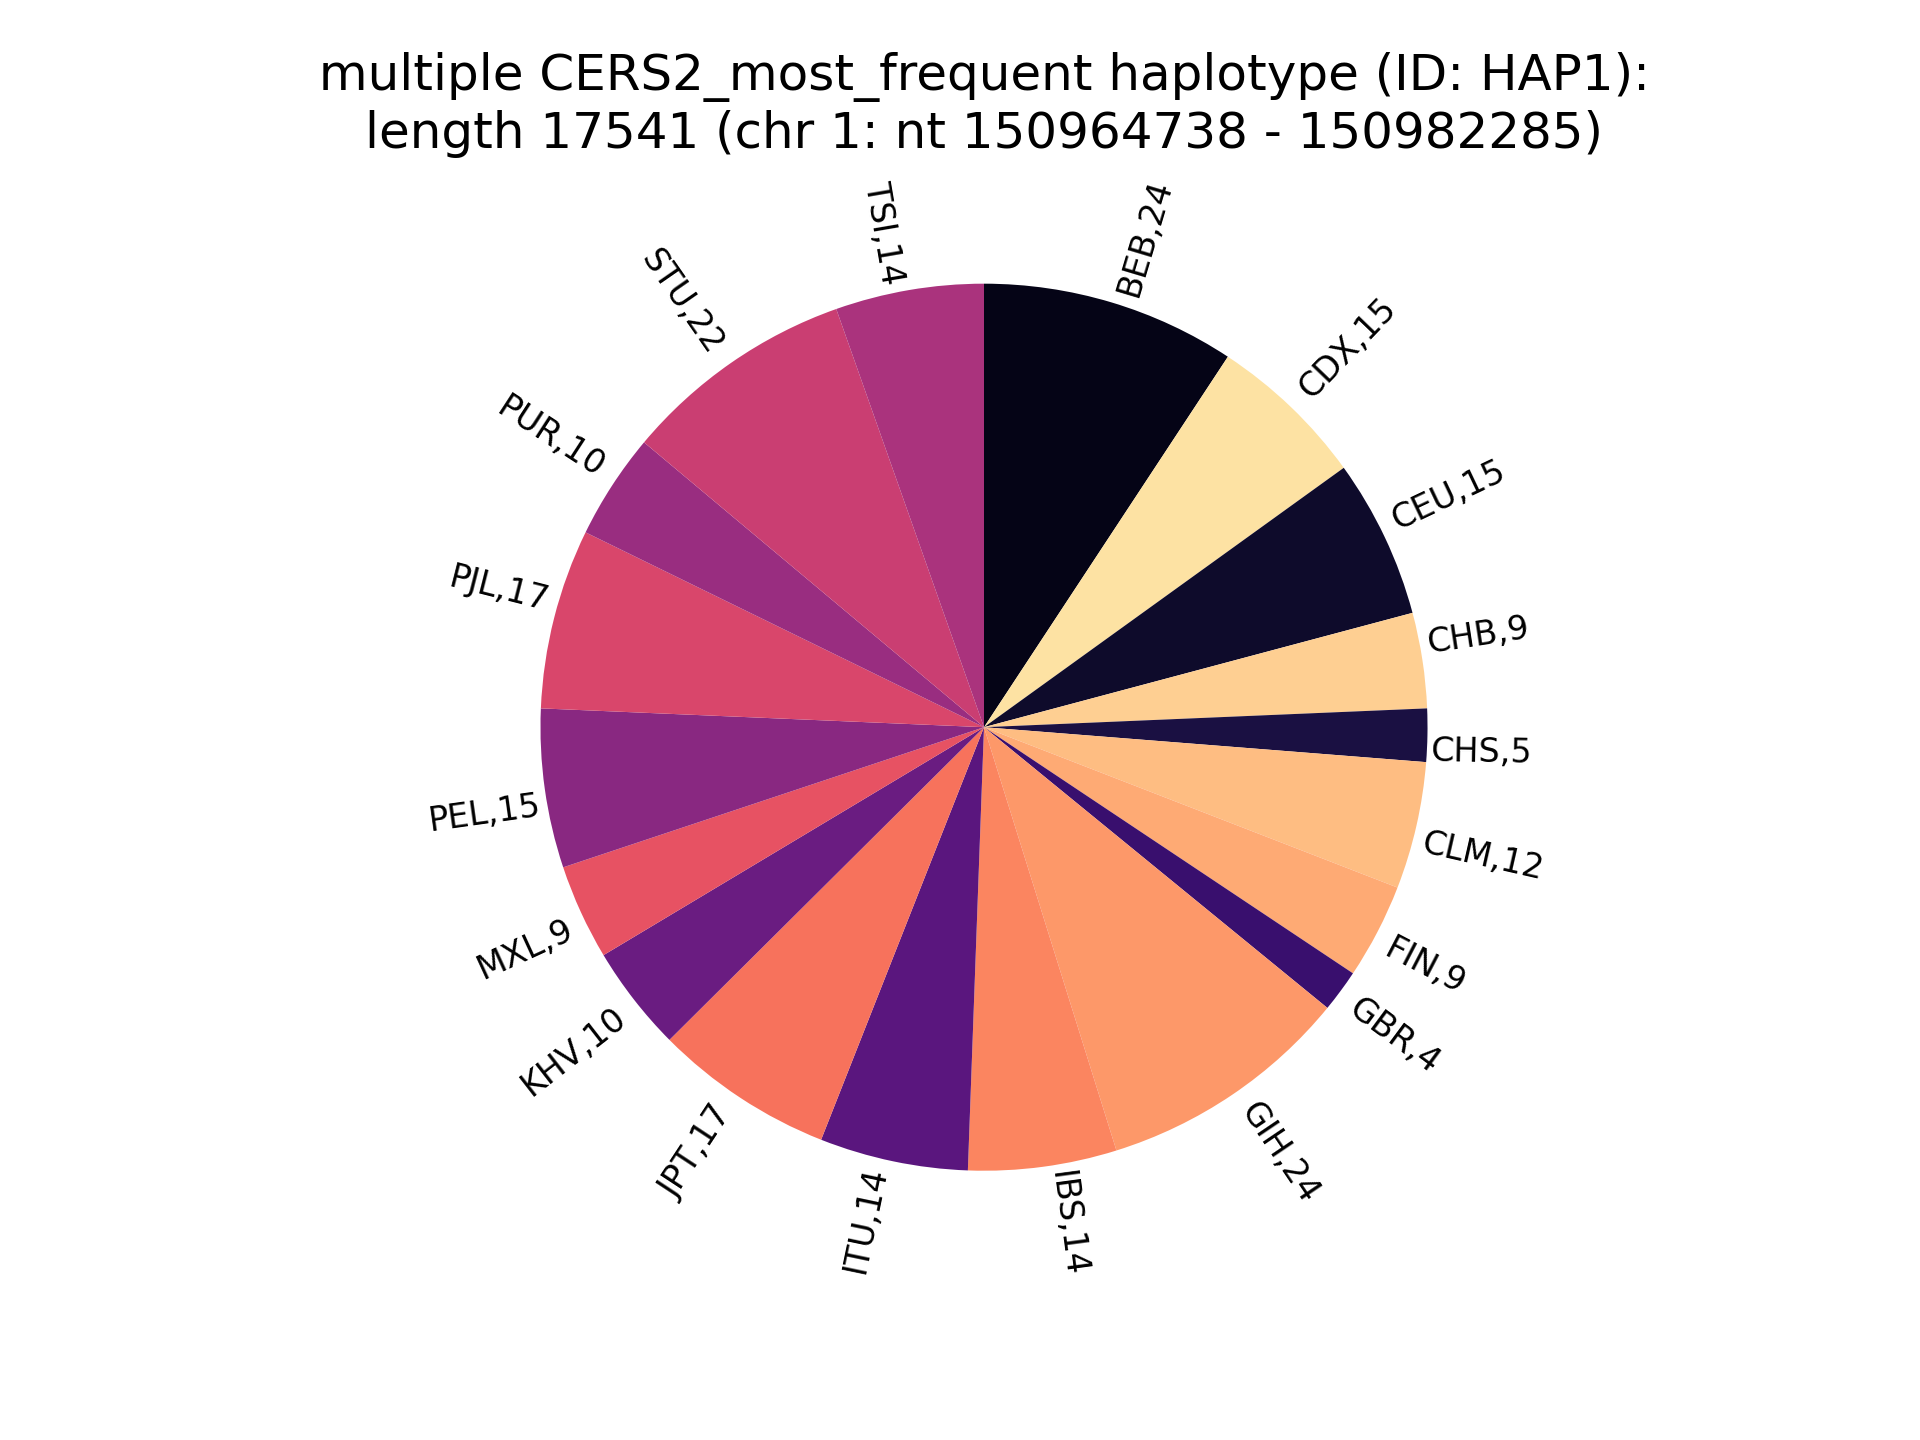 multiple CERS2_most_frequent haplotype (ID: HAP1):
length 17541 (chr 1: nt 150964738 - 150982285)
BEB,24
CDX,15
CEU,15
CHB,9
CHS,5
CLM,12
FIN,9
GBR,4
GIH,24
IBS,14
ITU,14
JPT,17
KHV,10
MXL,9
PEL,15
PJL,17
PUR,10
STU,22
TSI,14